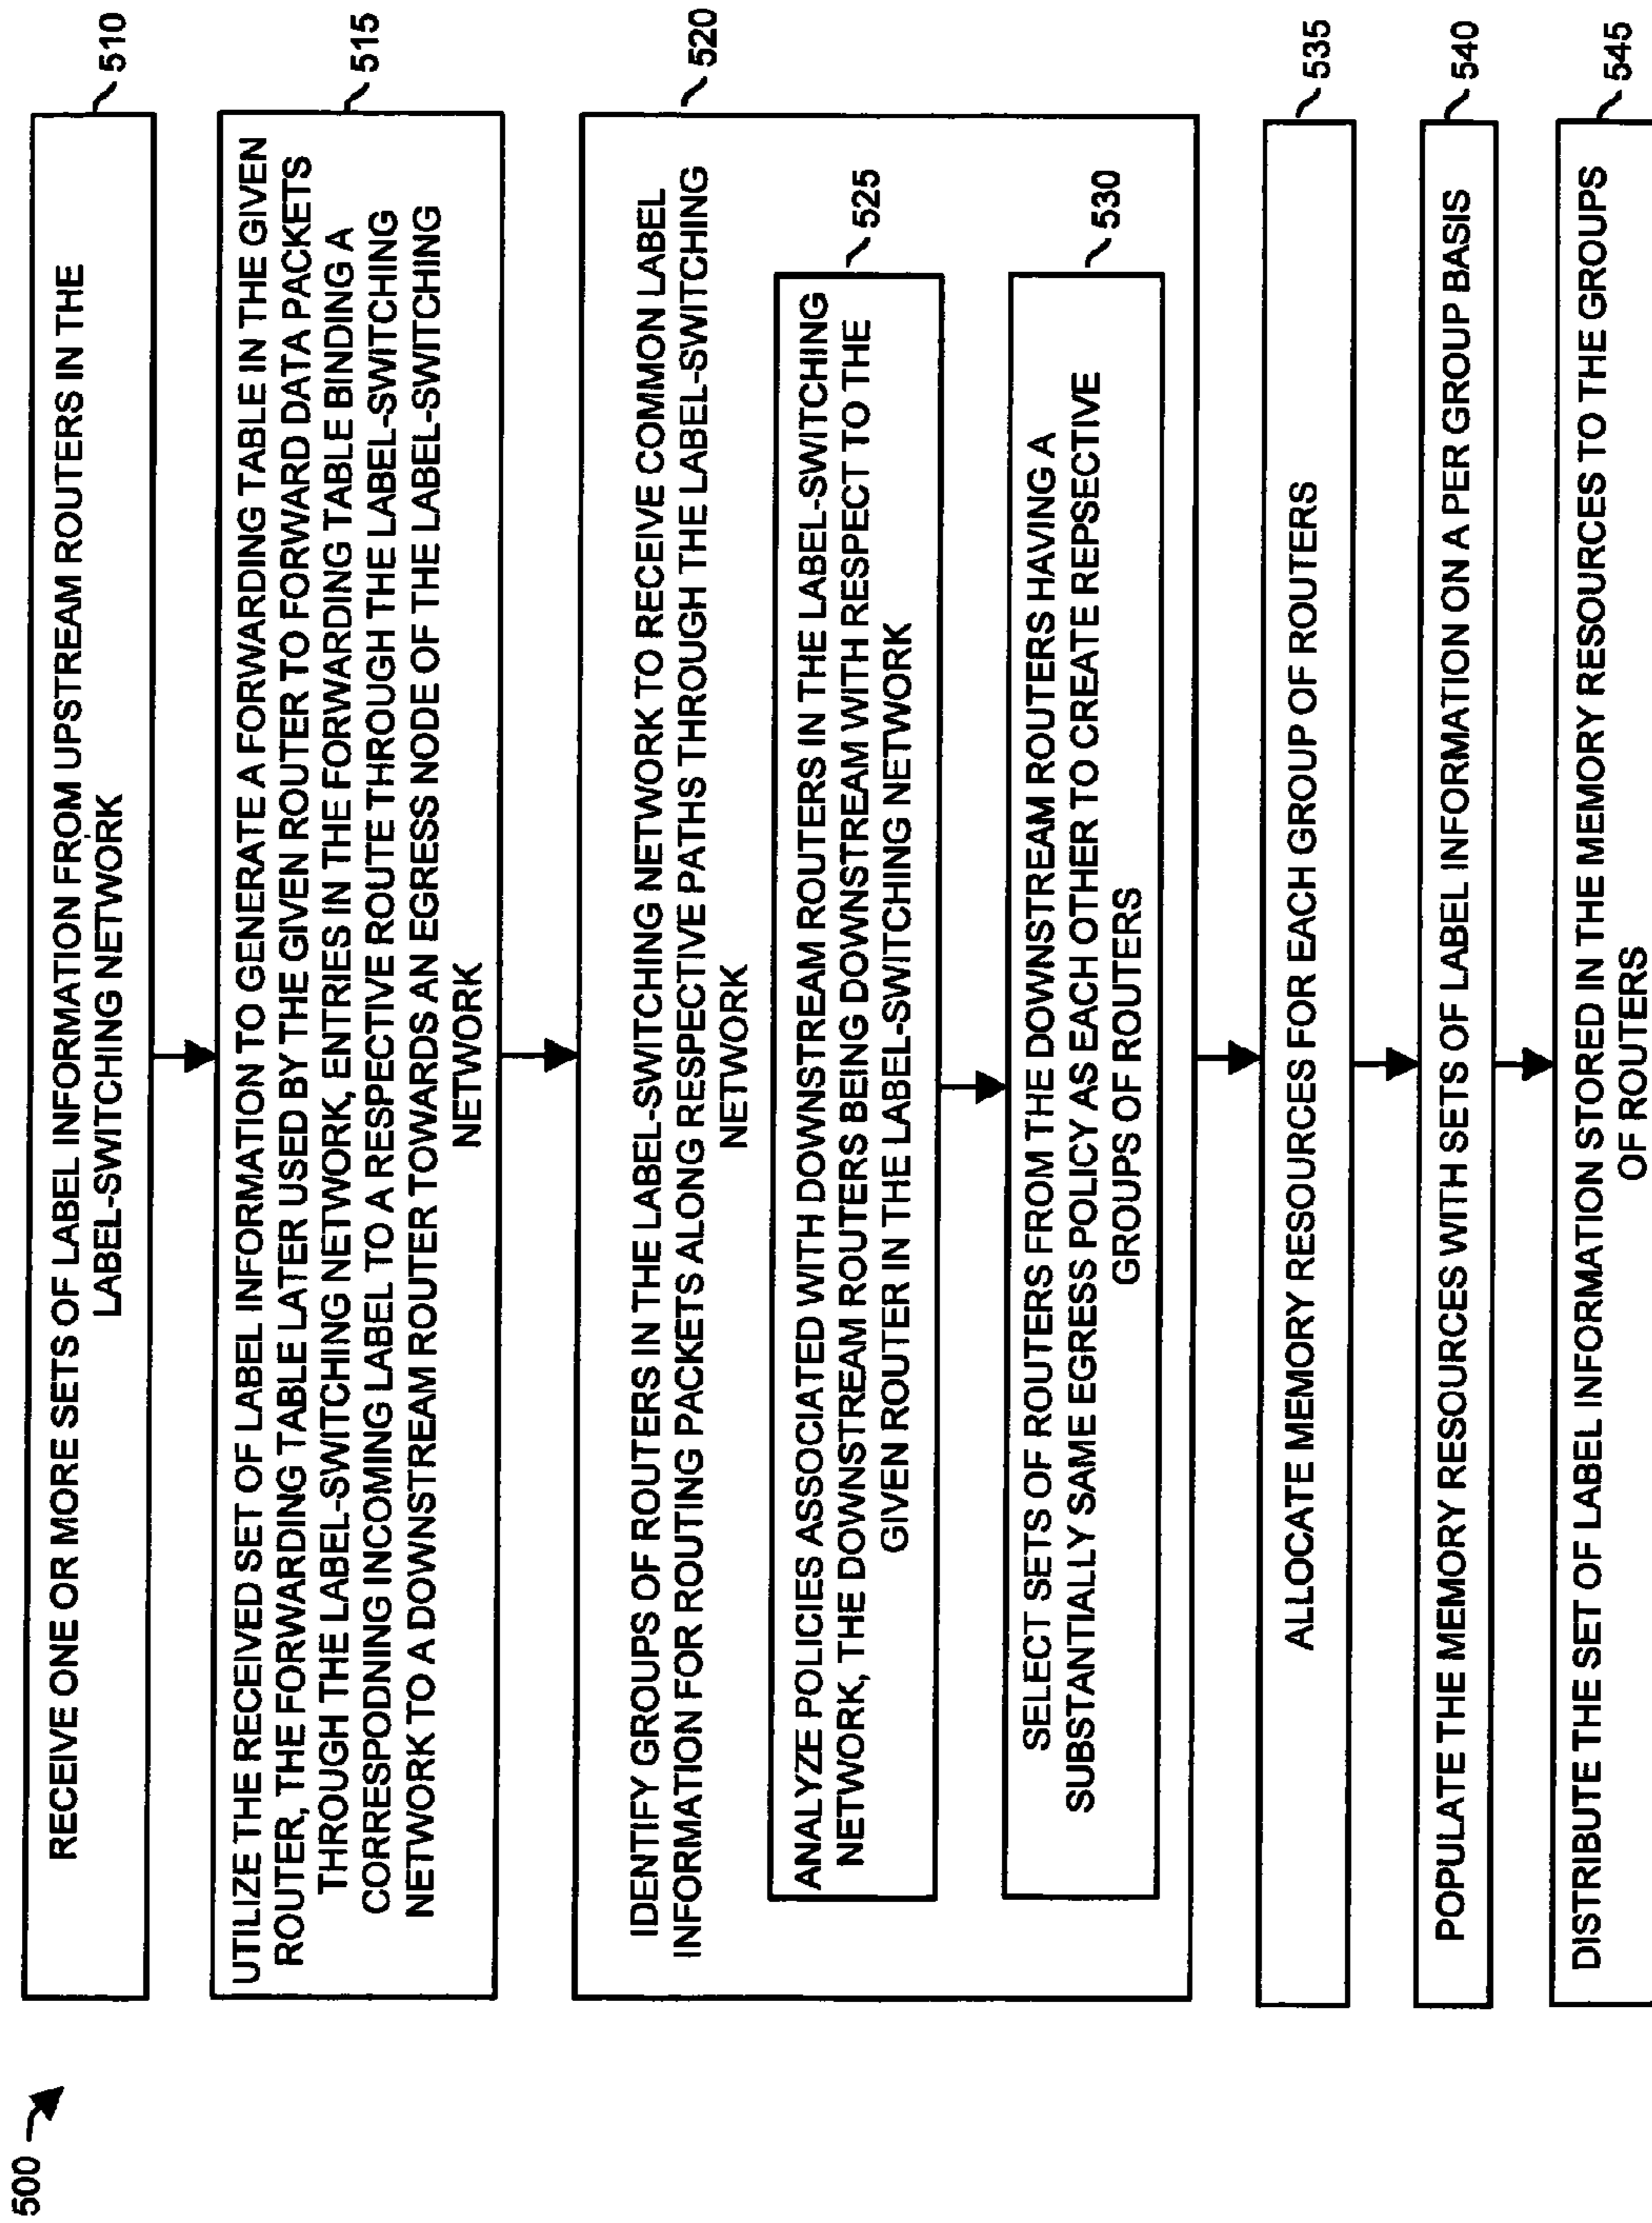 500
510
RECEIVE ONE OR MORE SETS OF LABEL INFORMATION FROM UPSTREAM ROUTERS IN THE
LABEL-SWITCHING NETWORK
515
UTILIZE THE RECEIVED SET OF LABEL INFORMATION TO GENERATE A FORWARDING TABLE IN THE GIVEN
ROUTER, THE FORWARDING TABLE LATER USED BY THE GIVEN ROUTER TO FORWARD DATA PACKETS
THROUGH THE LABEL-SWITCHING NETWORK, ENTRIES IN THE FORWARDING TABLE BINDING A
CORRESPODNING INCOMING LABEL TO A RESPECTIVE ROUTE THROUGH THE LABEL-SWITCHING
NETWORK TO A DOWNSTREAM ROUTER TOWARDS AN EGRESS NODE OF THE LABEL-SWITCHING
NETWORK
520
IDENTIFY GROUPS OF ROUTERS IN THE LABEL-SWITCHING NETWORK TO RECEIVE COMMON LABEL
INFORMATION FOR ROUTING PACKETS ALONG RESPECTIVE PATHS THROUGH THE LABEL-SWITCHING
NETWORK
525
ANALYZE POLICIES ASSOCIATED WITH DOWNSTREAM ROUTERS IN THE LABEL-SWITCHING
NETWORK, THE DOWNSTREAM ROUTERS BEING DOWNSTREAM WITH RESPECT TO THE
GIVEN ROUTER IN THE LABEL-SWITCHING NETWORK
530
SELECT SETS OF ROUTERS FROM THE DOWNSTREAM ROUTERS HAVING A
SUBSTANTIALLY SAME EGRESS POLICY AS EACH OTHER TO CREATE REPSECTIVE
GROUPS OF ROUTERS
535
ALLOCATE MEMORY RESOURCES FOR EACH GROUP OF ROUTERS
540
POPULATE THE MEMORY RESOURCES WITH SETS OF LABEL INFORMATION ON A PER GROUP BASIS
545
DISTRIBUTE THE SET OF LABEL INFORMATION STORED IN THE MEMORY RESOURCES TO THE GROUPS
OF ROUTERS